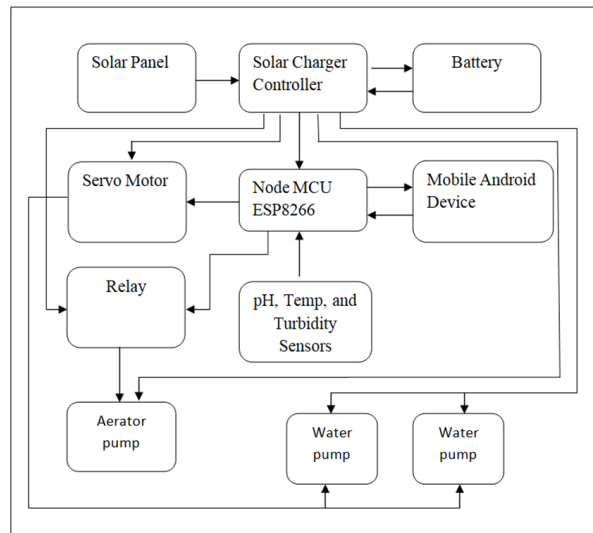 Solar Panel
Solar Charger
Controller
Battery
Servo Motor
Node MCU
ESP8266
Mobile Android
Device
Relay
pH, Temp, and
Turbidity
Sensors
Aerator
pump
Water
pump
Water
pump